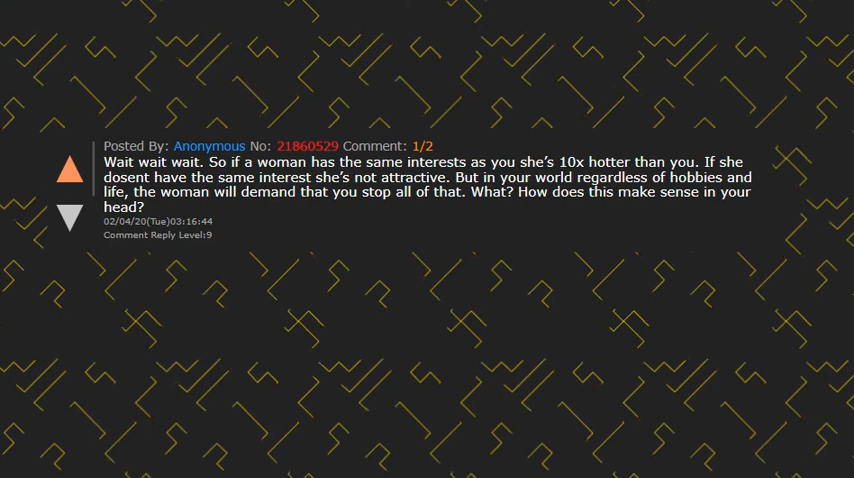 Posted By: Anonymous No: 21860529 Comment: 1/2
Wait wait wait. So if a woman has the same interests as you she's 10x hotter than you. If she
dosent have the same interest she's not attractive. But in your world regardless of hobbies and
life, the woman will demand that you stop all of that. What? How does this make sense in your
head?
02/04/20(Tue)03:16:44
Comment Reply Level:9